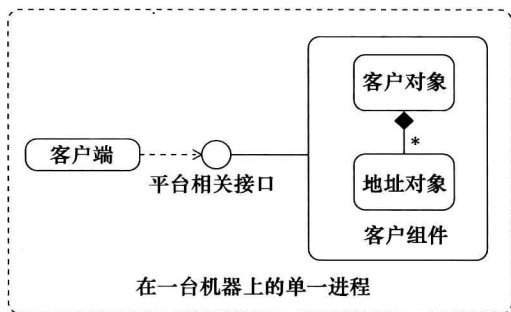 客户对象
*
客户端
平台相关接口
地址对象
客户组件
在一台机器上的单一进程